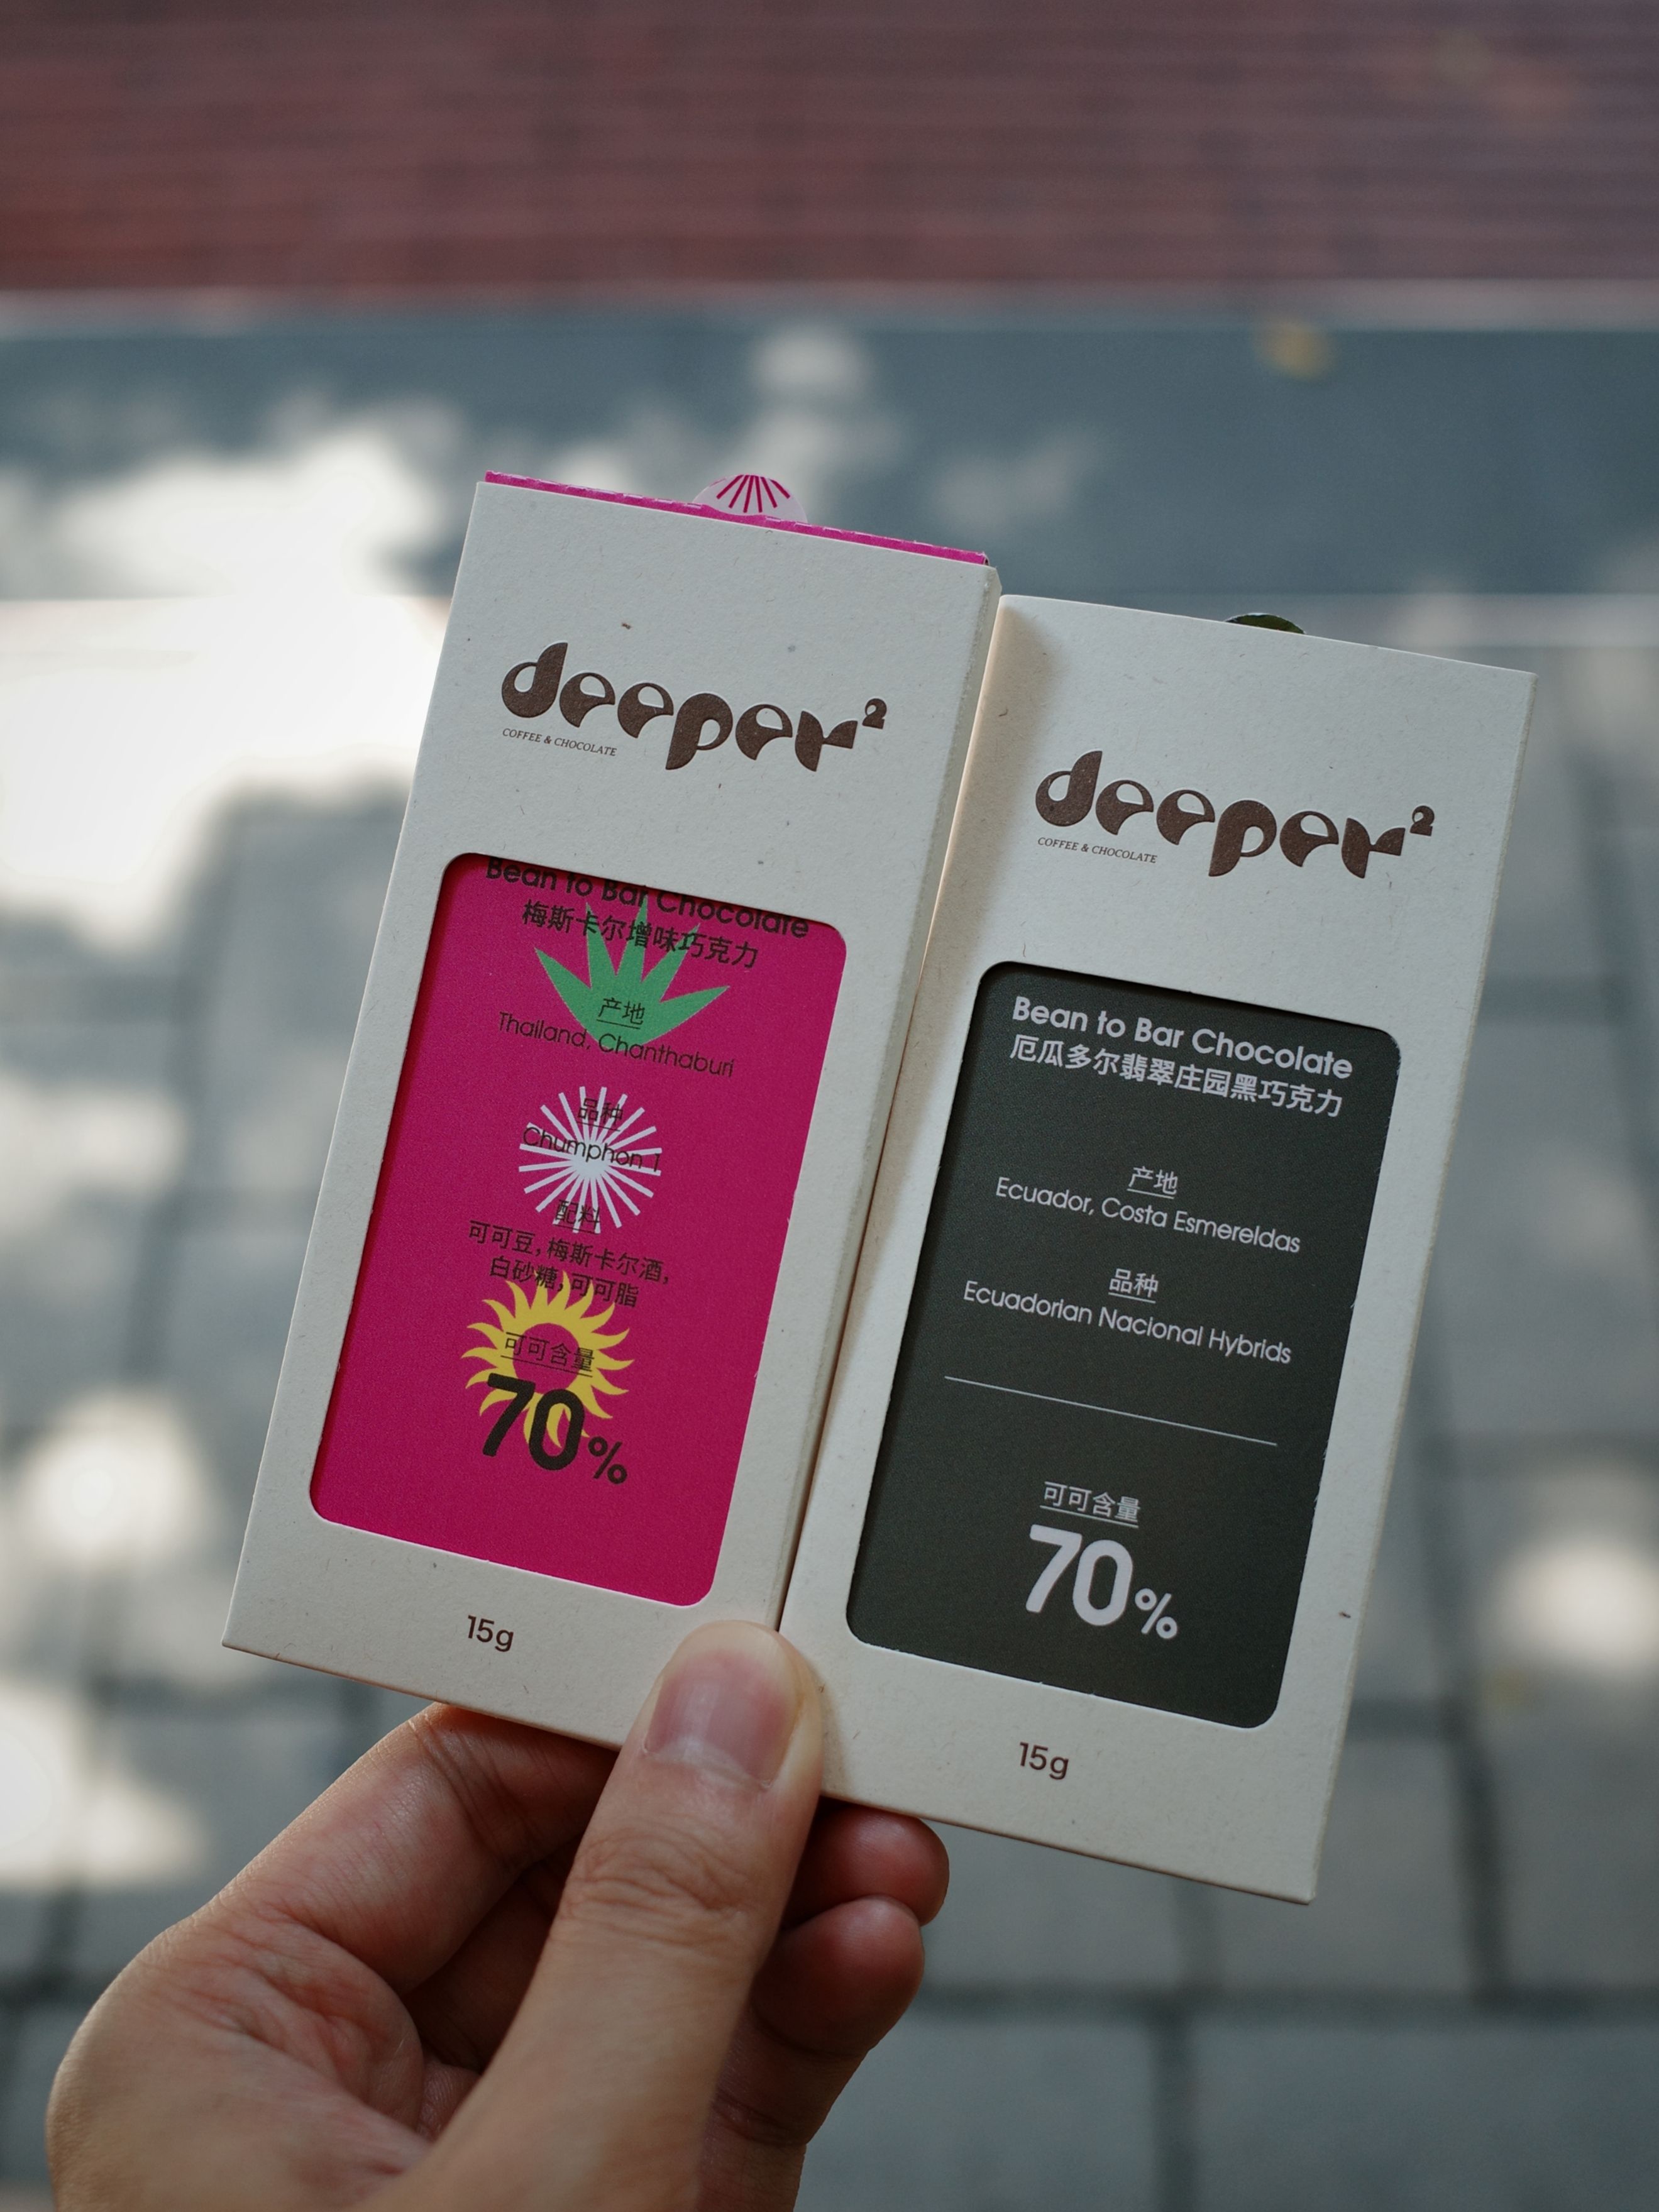 deeper²
COFFEE & CHOCOLATE
Bean to Bar Chocolate
梅斯卡尔增味巧克力
产地
Thailand, Chanthaburi
品种
Chumphon 1
配料
可可豆,梅斯卡尔酒,
白砂糖,可可脂
可可含量
70%
15g
deeper²
COFFEE & CHOCOLATE
Bean to Bar Chocolate
厄瓜多尔翡翠庄园黑巧克力
产地
Ecuador, Costa Esmereldas
品种
Ecuadorian Nacional Hybrids
可可含量
70%
15g